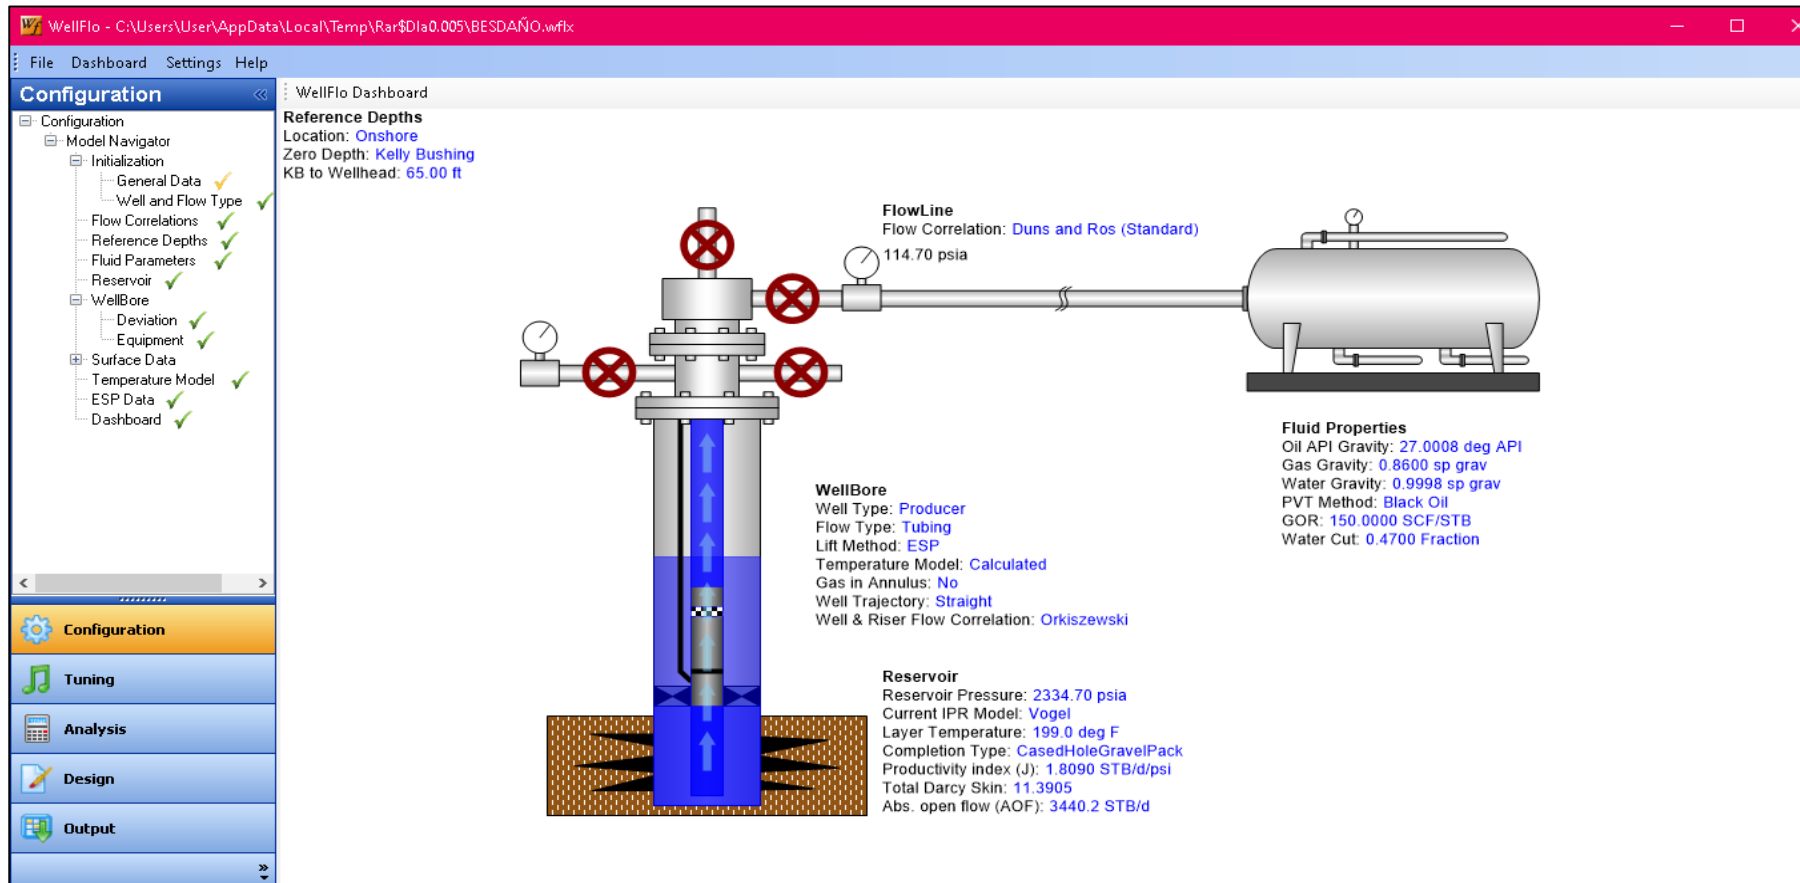 WellFlo - C:\Users\User\AppData\Local\Temp\Rar$DIa0.005\BESDAÑO.wflx
File Dashboard Settings Help
Configuration
WellFlo Dashboard
Configuration
Model Navigator
Initialization
General Data
Well and Flow Type
Flow Correlations
Reference Depths
Fluid Parameters
Reservoir
WellBore
Deviation
Equipment
Surface Data
Temperature Model
ESP Data
Dashboard
Configuration
Tuning
Analysis
Design
Output
Reference Depths
Location: Onshore
Zero Depth: Kelly Bushing
KB to Wellhead: 65.00 ft
FlowLine
Flow Correlation: Duns and Ros (Standard)
114.70 psia
Fluid Properties
Oil API Gravity: 27.0008 deg API
Gas Gravity: 0.8600 sp grav
Water Gravity: 0.9998 sp grav
PVT Method: Black Oil
GOR: 150.0000 SCF/STB
Water Cut: 0.4700 Fraction
WellBore
Well Type: Producer
Flow Type: Tubing
Lift Method: ESP
Temperature Model: Calculated
Gas in Annulus: No
Well Trajectory: Straight
Well & Riser Flow Correlation: Orkiszewski
Reservoir
Reservoir Pressure: 2334.70 psia
Current IPR Model: Vogel
Layer Temperature: 199.0 deg F
Completion Type: CasedHoleGravelPack
Productivity index (J): 1.8090 STB/d/psi
Total Darcy Skin: 11.3905
Abs. open flow (AOF): 3440.2 STB/d